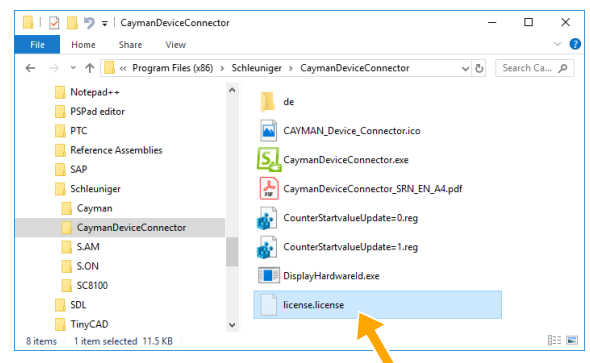 CaymanDeviceConnector
File Home Share View
« Program Files (x86) › Schleuniger › CaymanDeviceConnector
Search Ca...
Notepad++
PSPad editor
PTC
Reference Assemblies
SAP
Schleuniger
Cayman
CaymanDeviceConnector
S.AM
S.ON
SC8100
SDL
TinyCAD
de
CAYMAN_Device_Connector.ico
CaymanDeviceConnector.exe
CaymanDeviceConnector_SRN_EN_A4.pdf
CounterStartvalueUpdate=0.reg
CounterStartvalueUpdate=1.reg
DisplayHardwareId.exe
license.license
8 items 1 item selected 11.5 KB